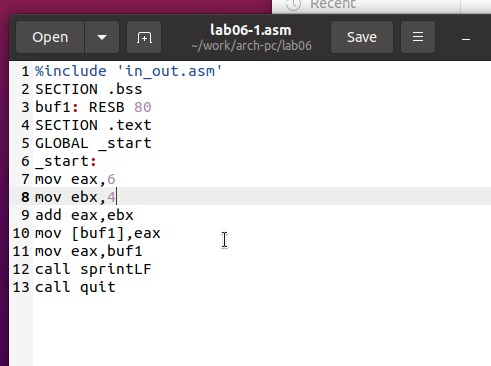 Recent
Open
lab06-1.asm
~/work/arch-pc/lab06
Save
1 %include 'in_out.asm'
2 SECTION .bss
3 buf1: RESB 80
4 SECTION .text
5 GLOBAL _start
6 _start:
7 mov eax,6
8 mov ebx,4
9 add eax,ebx
10 mov [buf1],eax
11 mov eax,buf1
12 call sprintLF
13 call quit